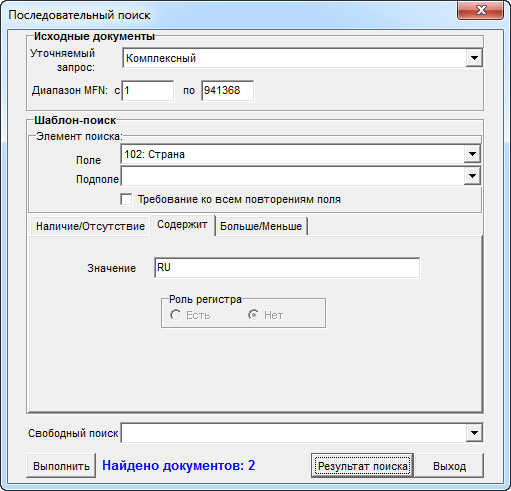 Последовательный поиск
Исходные документы
Уточняемый запрос:
Комплексный
Диапазон MFN: с 1 по 941368
Шаблон-поиск
Элемент поиска:
Поле 102: Страна
Подполе
Требование ко всем повторениям поля
Наличие/Отсутствие Содержит Больше/Меньше
Значение RU
Роль регистра
Есть Нет
Свободный поиск
Выполнить Найдено документов: 2 Результат поиска Выход